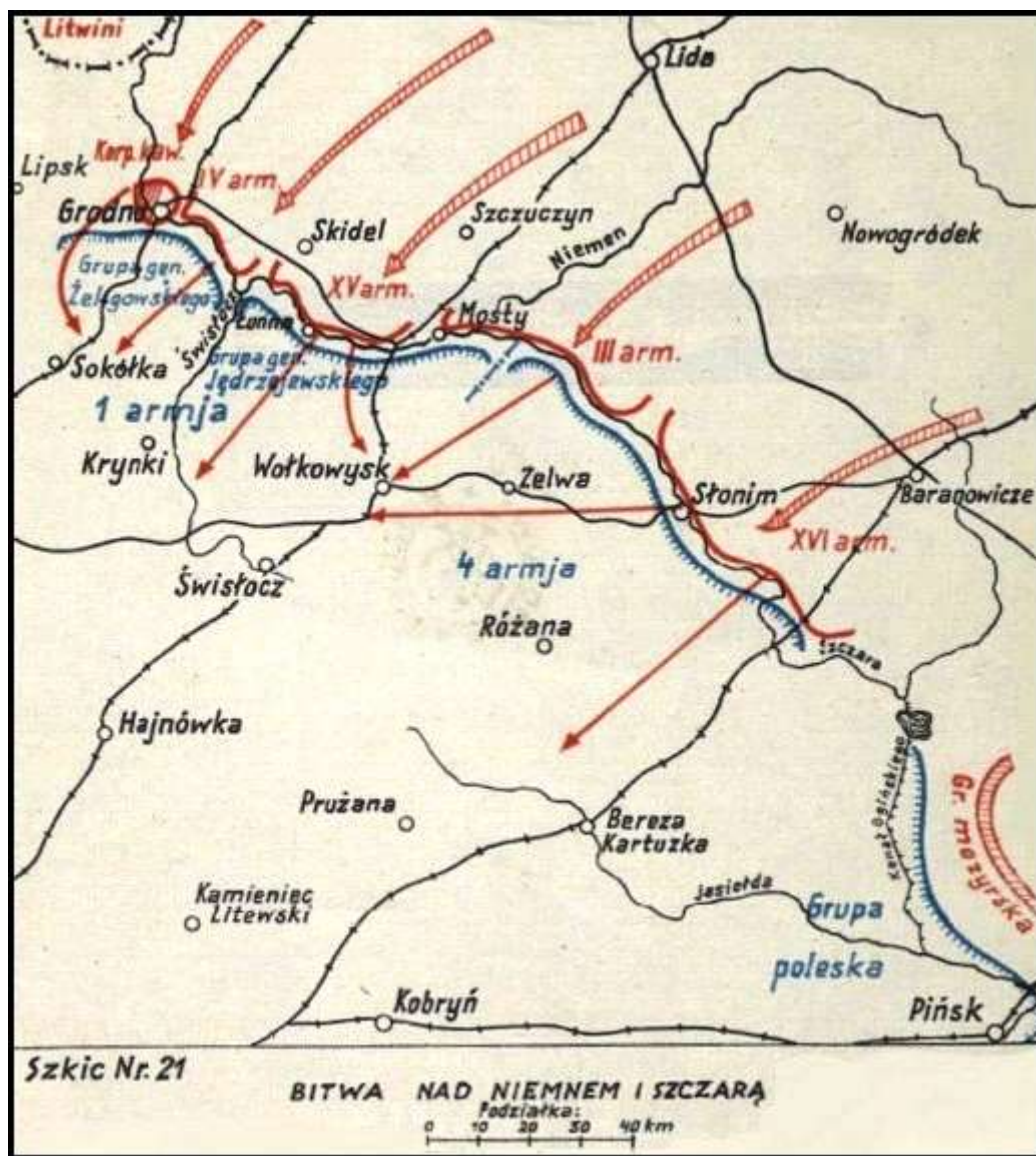 Litwini
Lida
Lipsk
Korp. kaw.
IV arm.
Grodno
Skidel
Szczuczyn
Niemen
Nowogródek
Grupa gen.
Żeligowskiego
XV arm.
Świsłocz
Łunna
Mosty
III arm.
Sokółka
Grupa gen.
Jędrzejewskiego
1 armja
Krynki
Wołkowysk
Zelwa
Słonim
Baranowicze
XVI arm.
Świsłocz
4 armja
Różana
Szczara
Hajnówka
Kanał Ogińskiego
Gr. mozyrska
Prużana
Bereza
Kartuzka
Kamieniec
Litewski
Jasiołda
Grupa
poleska
Kobryń
Pińsk
Szkic Nr. 21
BITWA NAD NIEMNEM I SZCZARĄ
Podziałka:
0 10 20 30 40 km